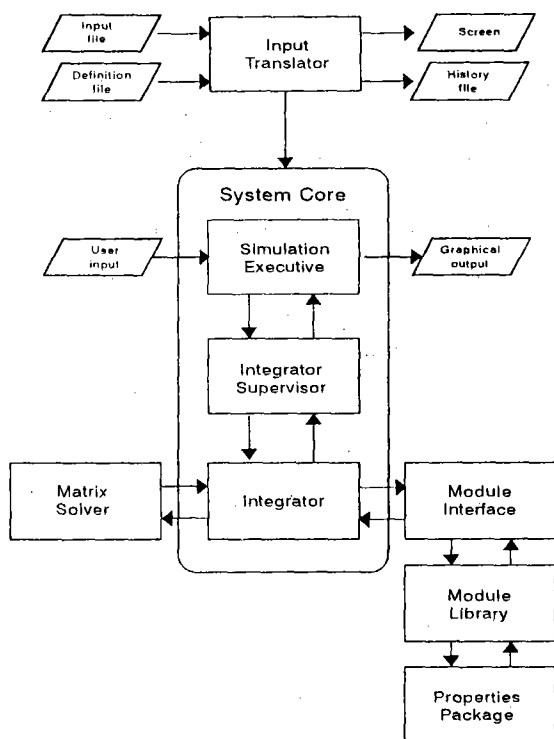 Input
file
Definition
file
Input
Translator
Screen
History
file
System Core
User
input
Simulation
Executive
Graphical
output
Integrator
Supervisor
Matrix
Solver
Integrator
Module
Interface
Module
Library
Properties
Package